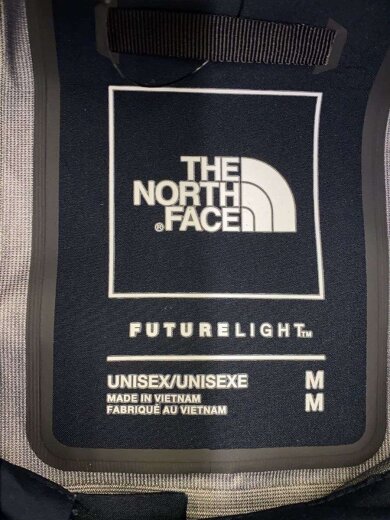 THE
NORTH
®FACE
FUTURELIGHT™
UNISEX/UNISEXE M
MADE IN VIETNAM
FABRIQUÉ AU VIETNAM M